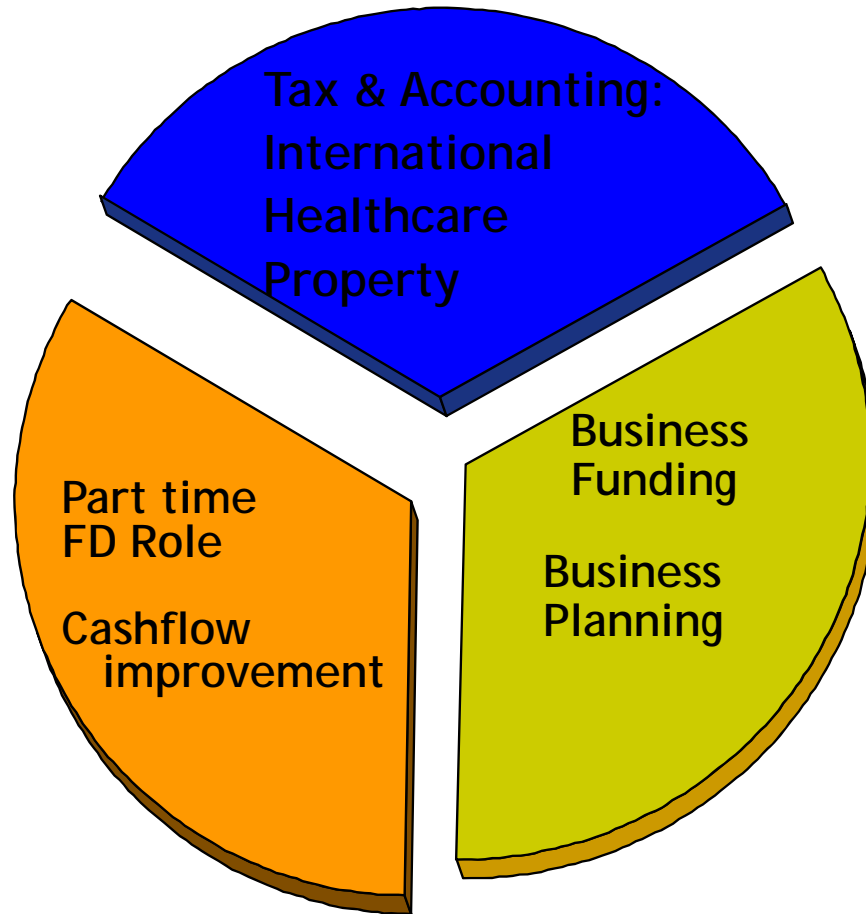 Tax & Accounting:
International
Healthcare
Property
Business
Funding
Business
Planning
Part time
FD Role
Cashflow
improvement